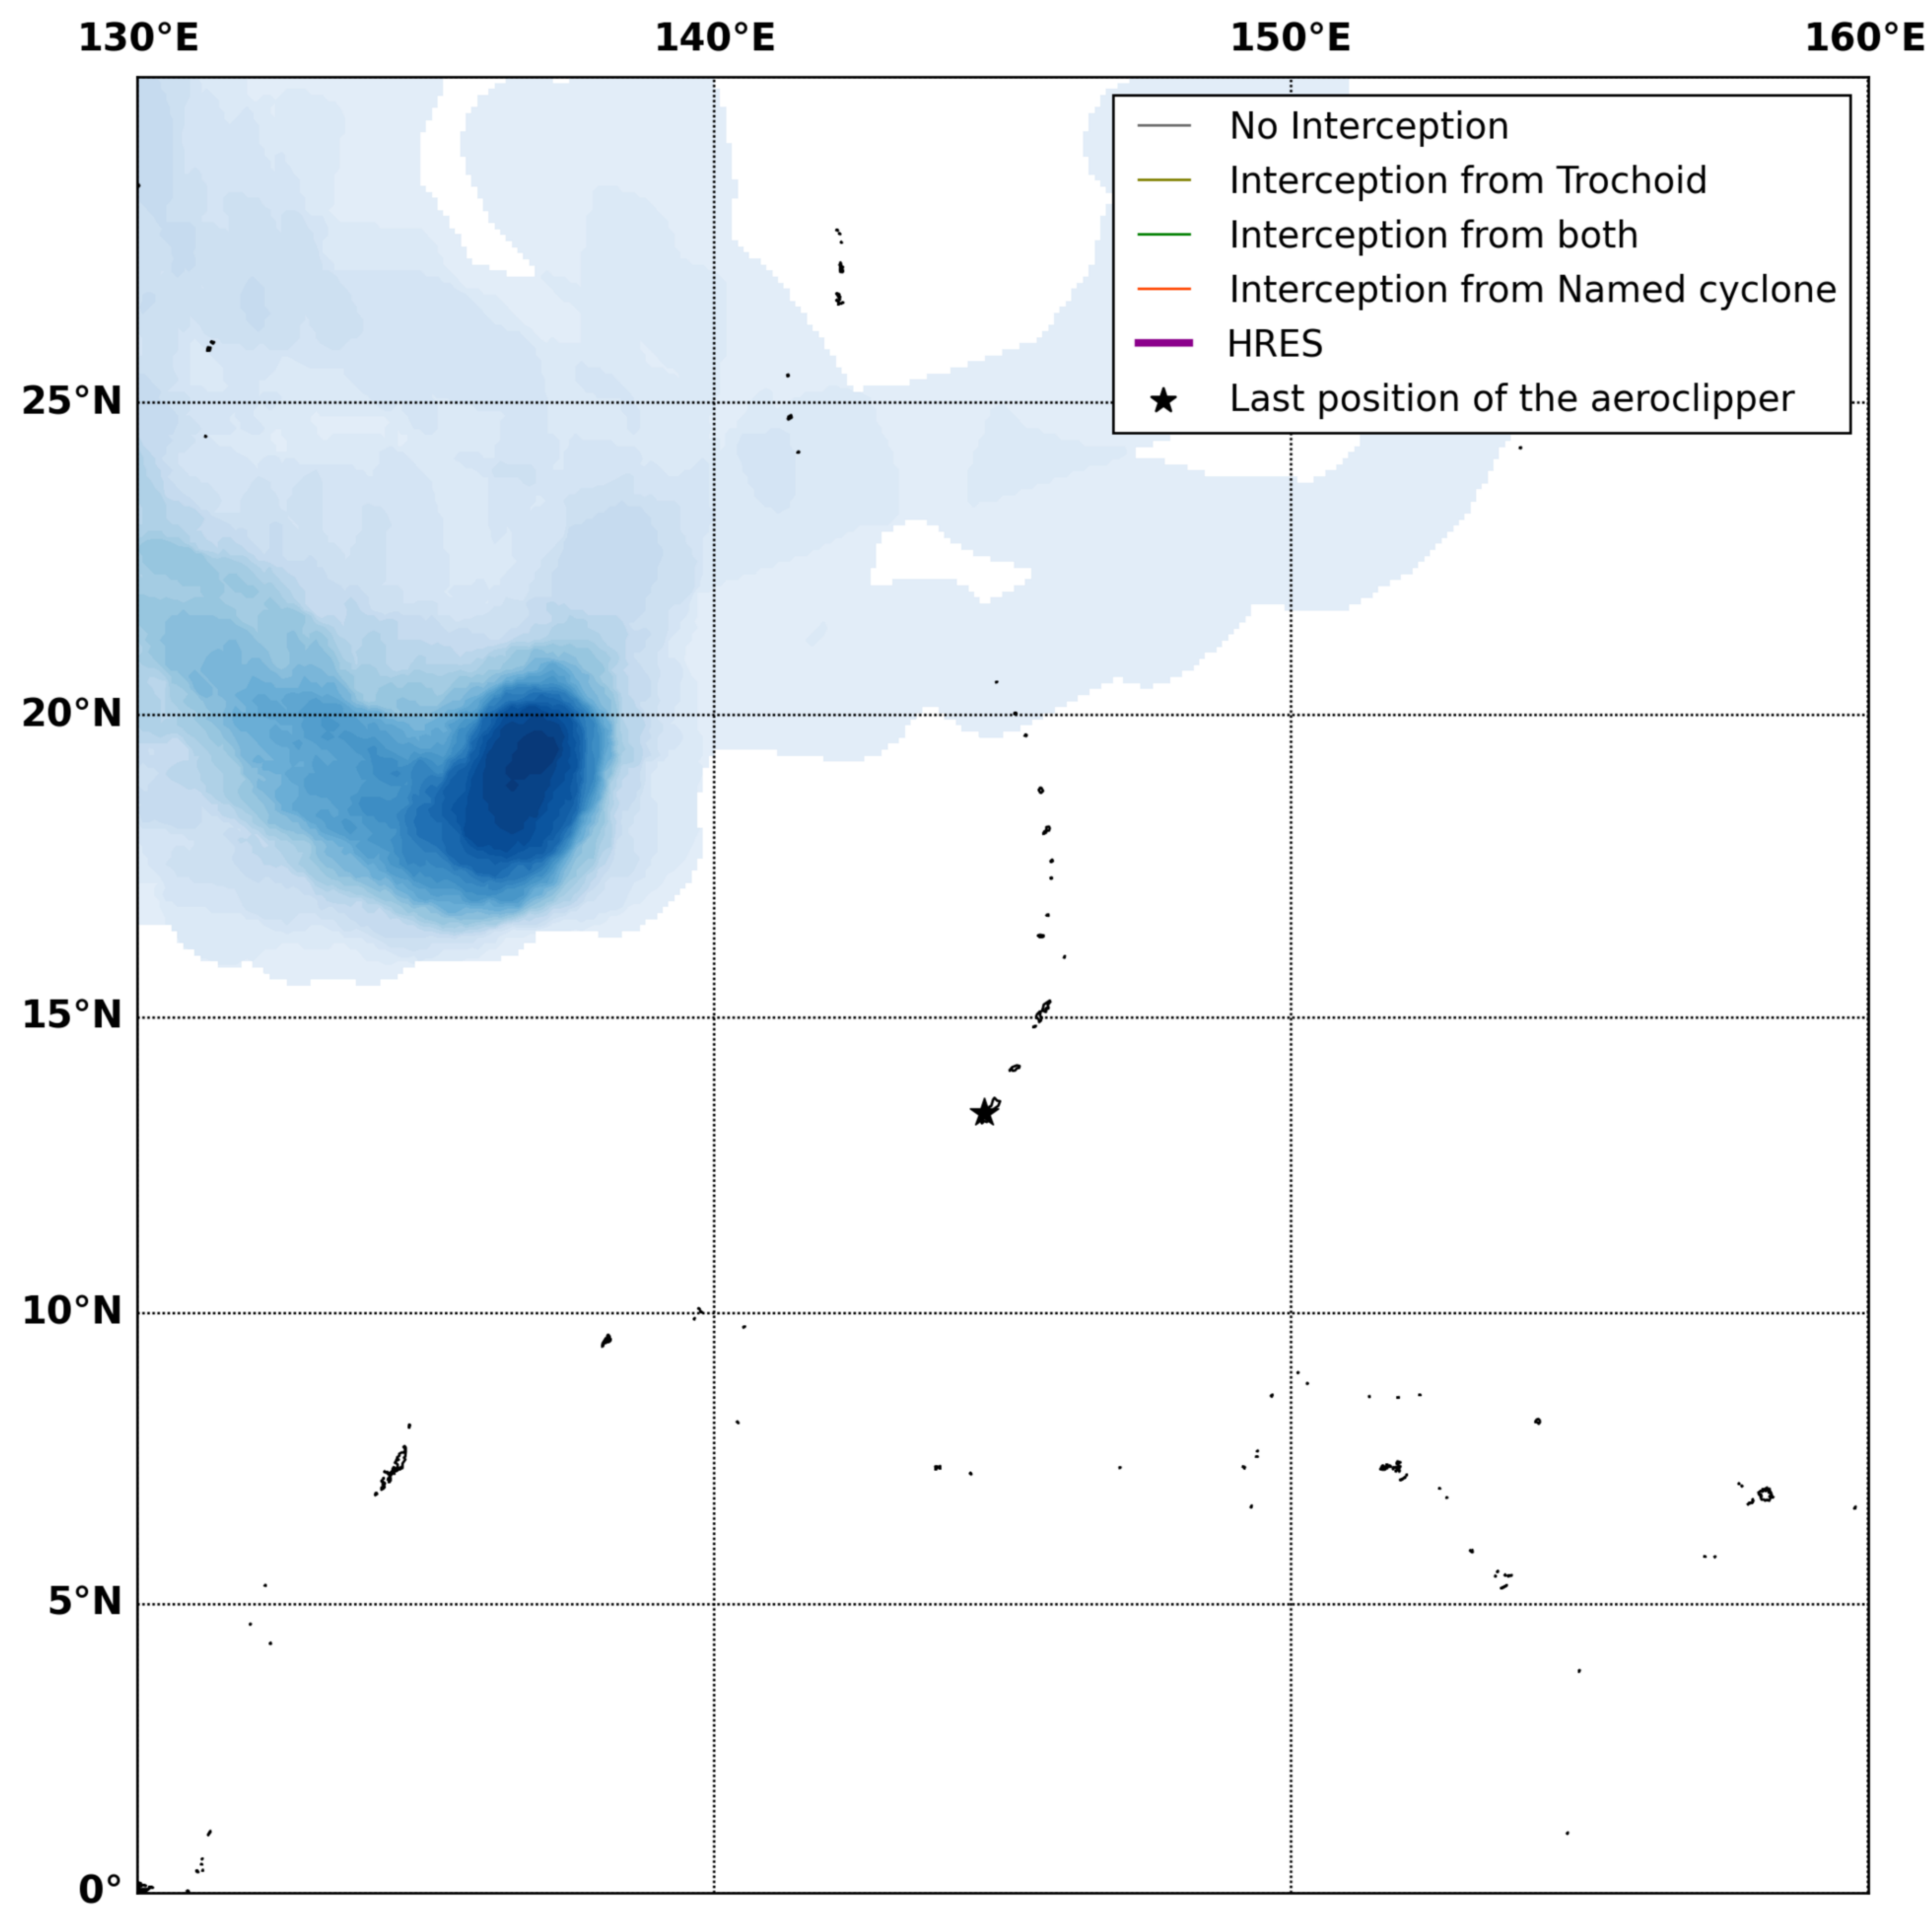 130°E 140°E 150°E 160°E
No Interception
Interception from Trochoid
Interception from both
Interception from Named cyclone
HRES
Last position of the aeroclipper
25°N
20°N
15°N
10°N
5°N
0°